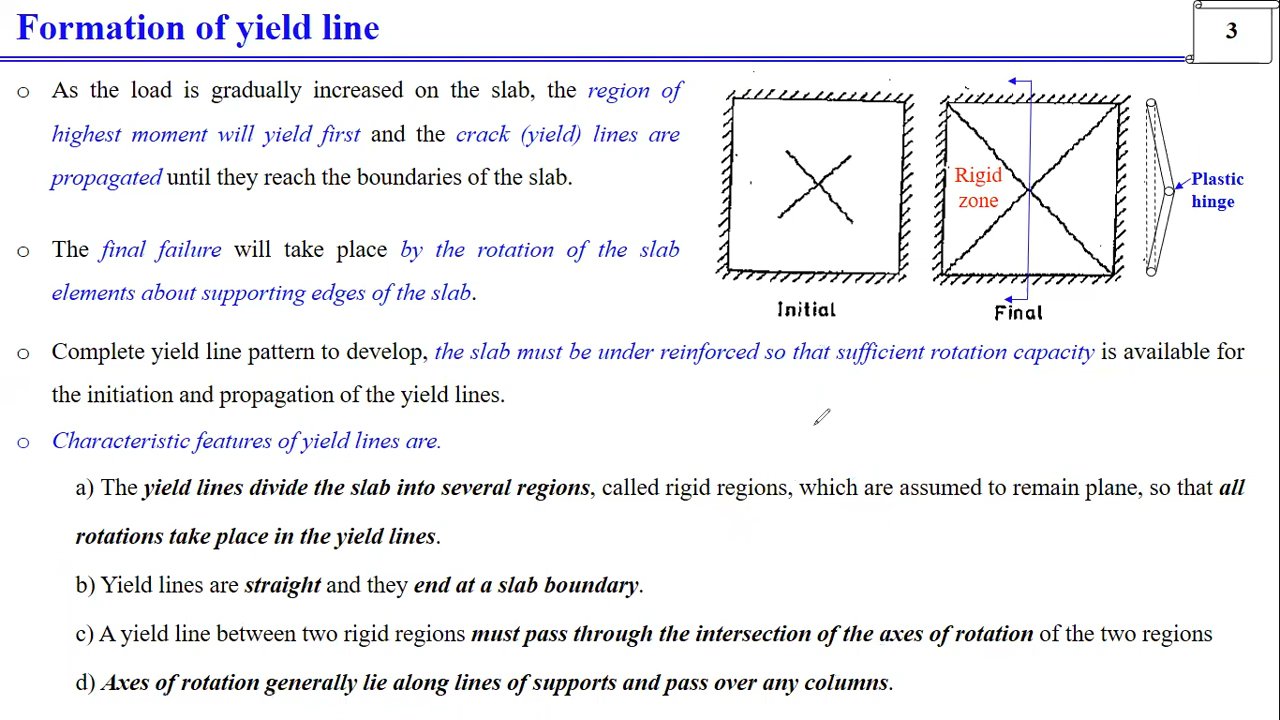 Formation of yield line
3
o As the load is gradually increased on the slab, the region of
highest moment will yield first and the crack (yield) lines are
propagated until they reach the boundaries of the slab.
o The final failure will take place by the rotation of the slab
elements about supporting edges of the slab.
Rigid
zone
Plastic
hinge
Initial
Final
o Complete yield line pattern to develop, the slab must be under reinforced so that sufficient rotation capacity is available for
the initiation and propagation of the yield lines.
o Characteristic features of yield lines are.
a) The yield lines divide the slab into several regions, called rigid regions, which are assumed to remain plane, so that all
rotations take place in the yield lines.
b) Yield lines are straight and they end at a slab boundary.
c) A yield line between two rigid regions must pass through the intersection of the axes of rotation of the two regions
d) Axes of rotation generally lie along lines of supports and pass over any columns.